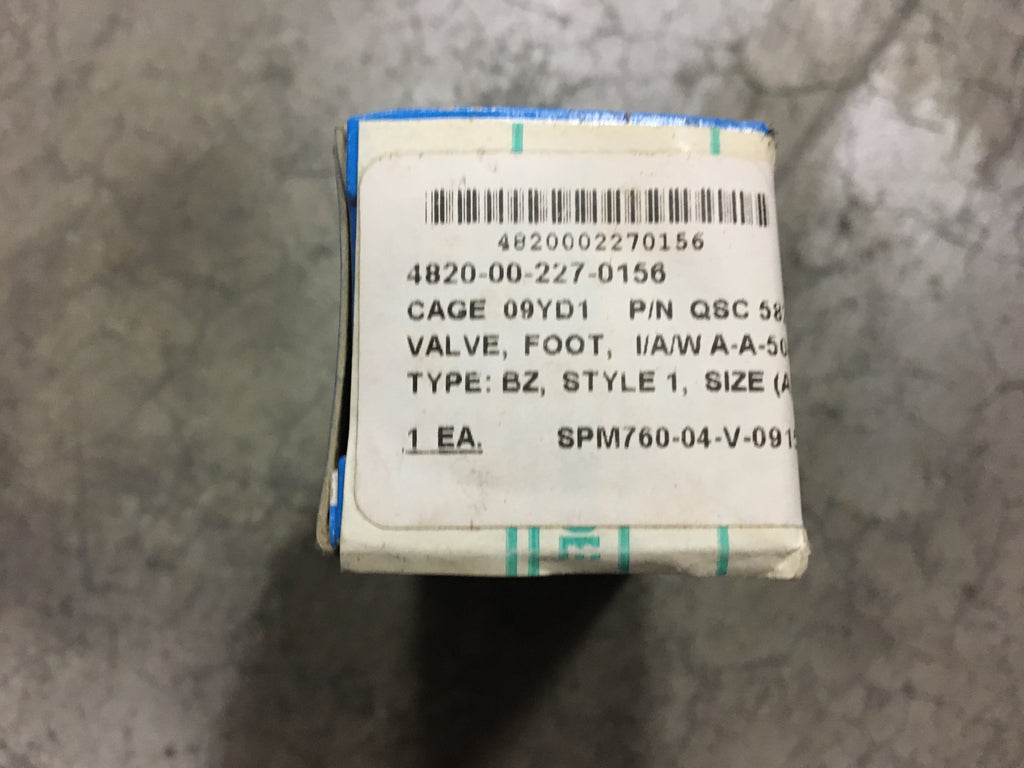 4820002270156
4820-00-227-0156
CAGE 09YD1 P/N QSC
VALVE, FOOT, I/A/W
TYPE: BZ, STYLE 1, SIZE
1 EA.